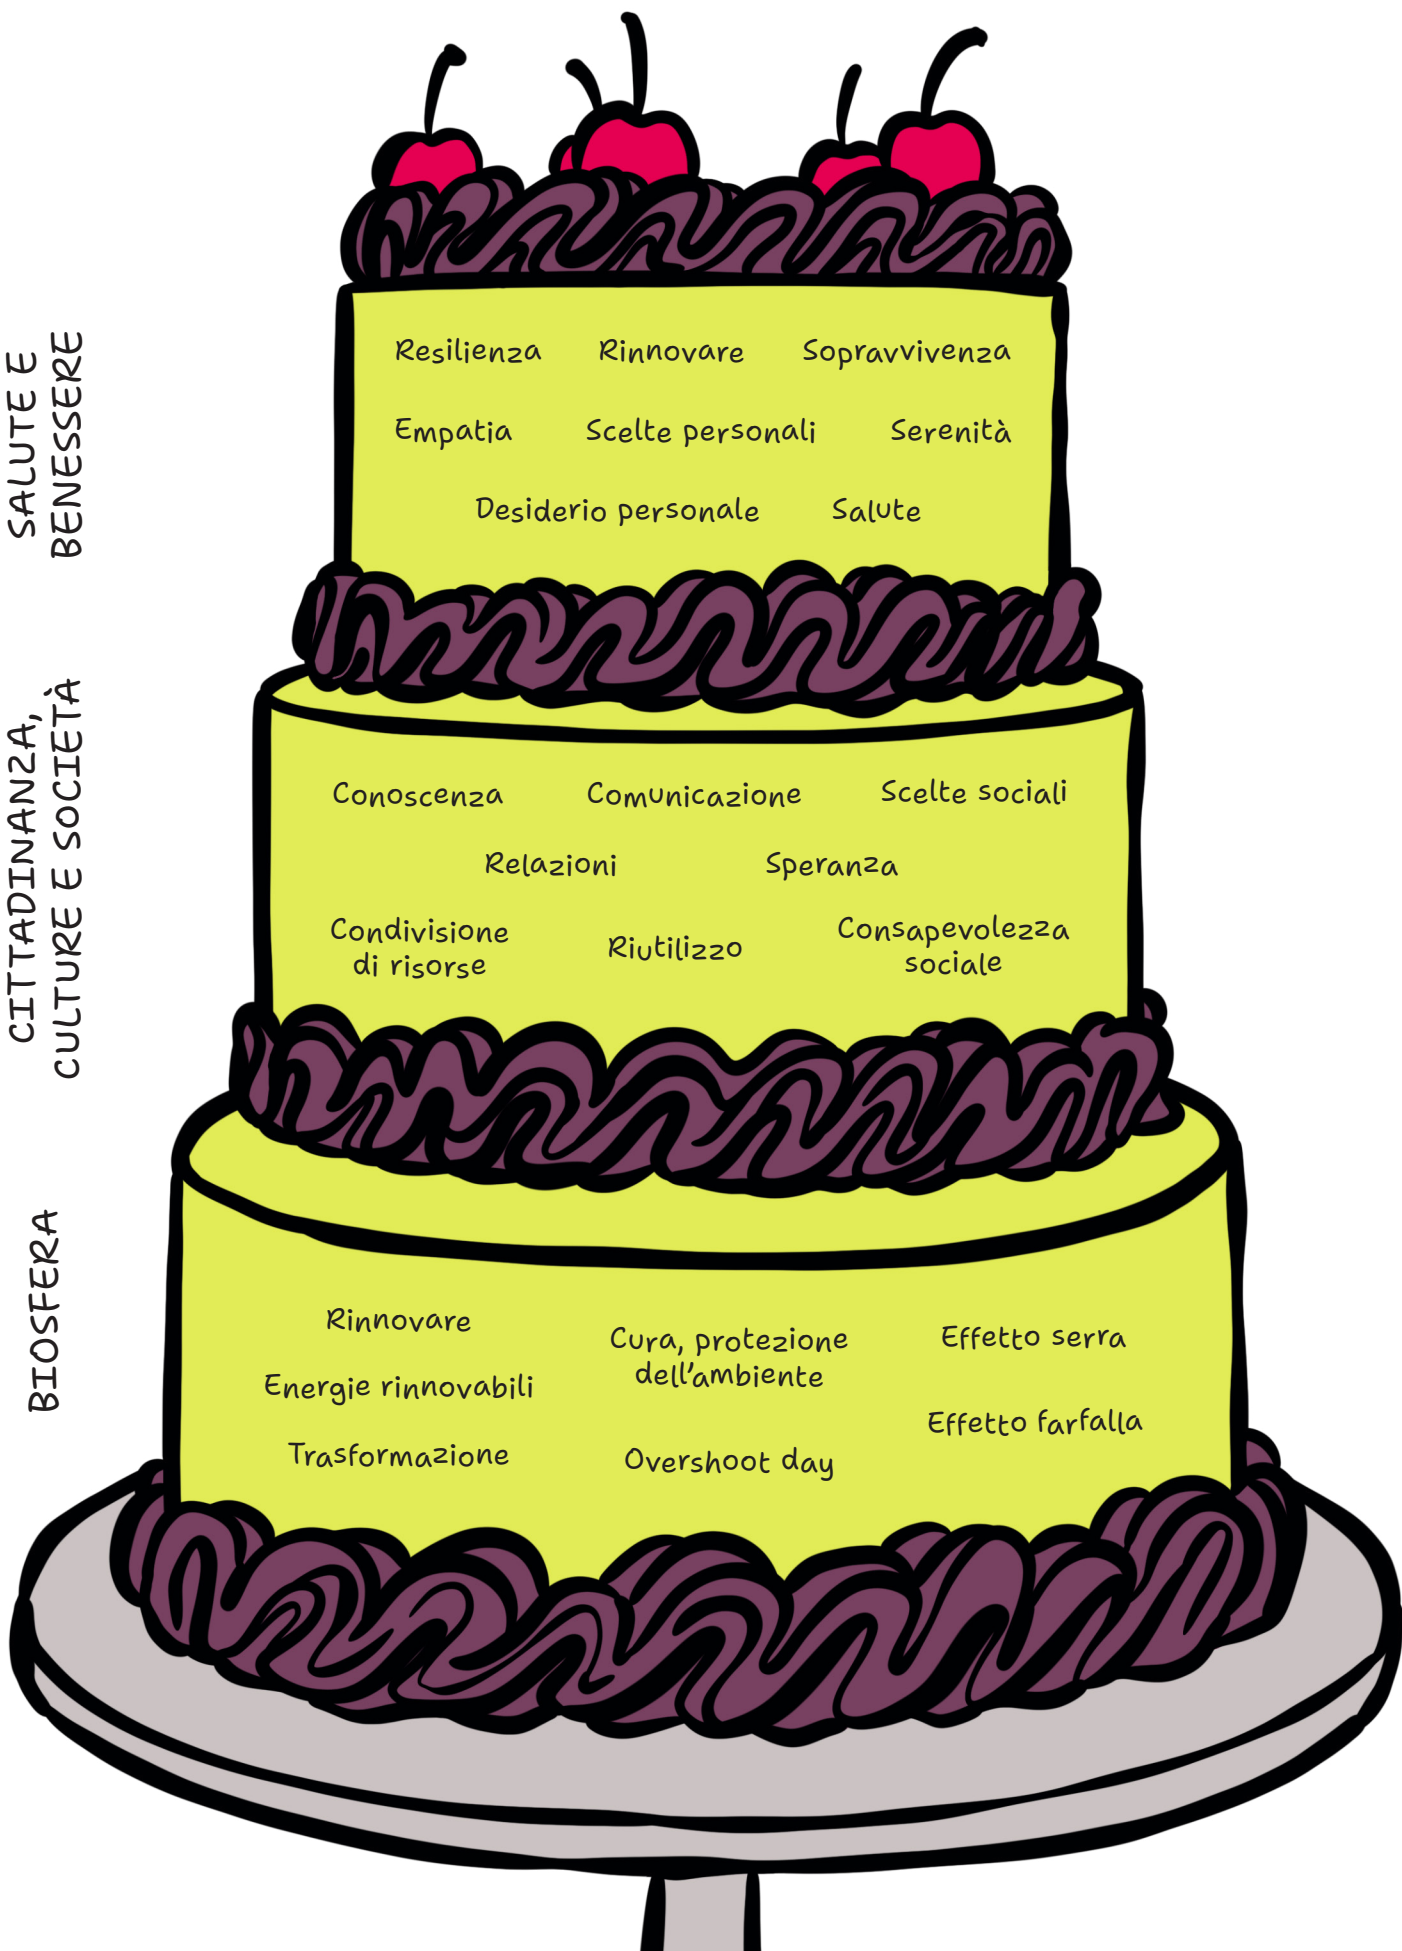 SALUTE E
BENESSERE
Resilienza Rinnovare Sopravvivenza
Empatia Scelte personali Serenità
Desiderio personale Salute
CITTADINANZA,
CULTURE E SOCIETÀ
Conoscenza Comunicazione Scelte sociali
Relazioni Speranza
Condivisione
di risorse
Riutilizzo
Consapevolezza
sociale
BIOSFERA
Rinnovare
Energie rinnovabili
Trasformazione
Cura, protezione
dell'ambiente
Overshoot day
Effetto serra
Effetto farfalla